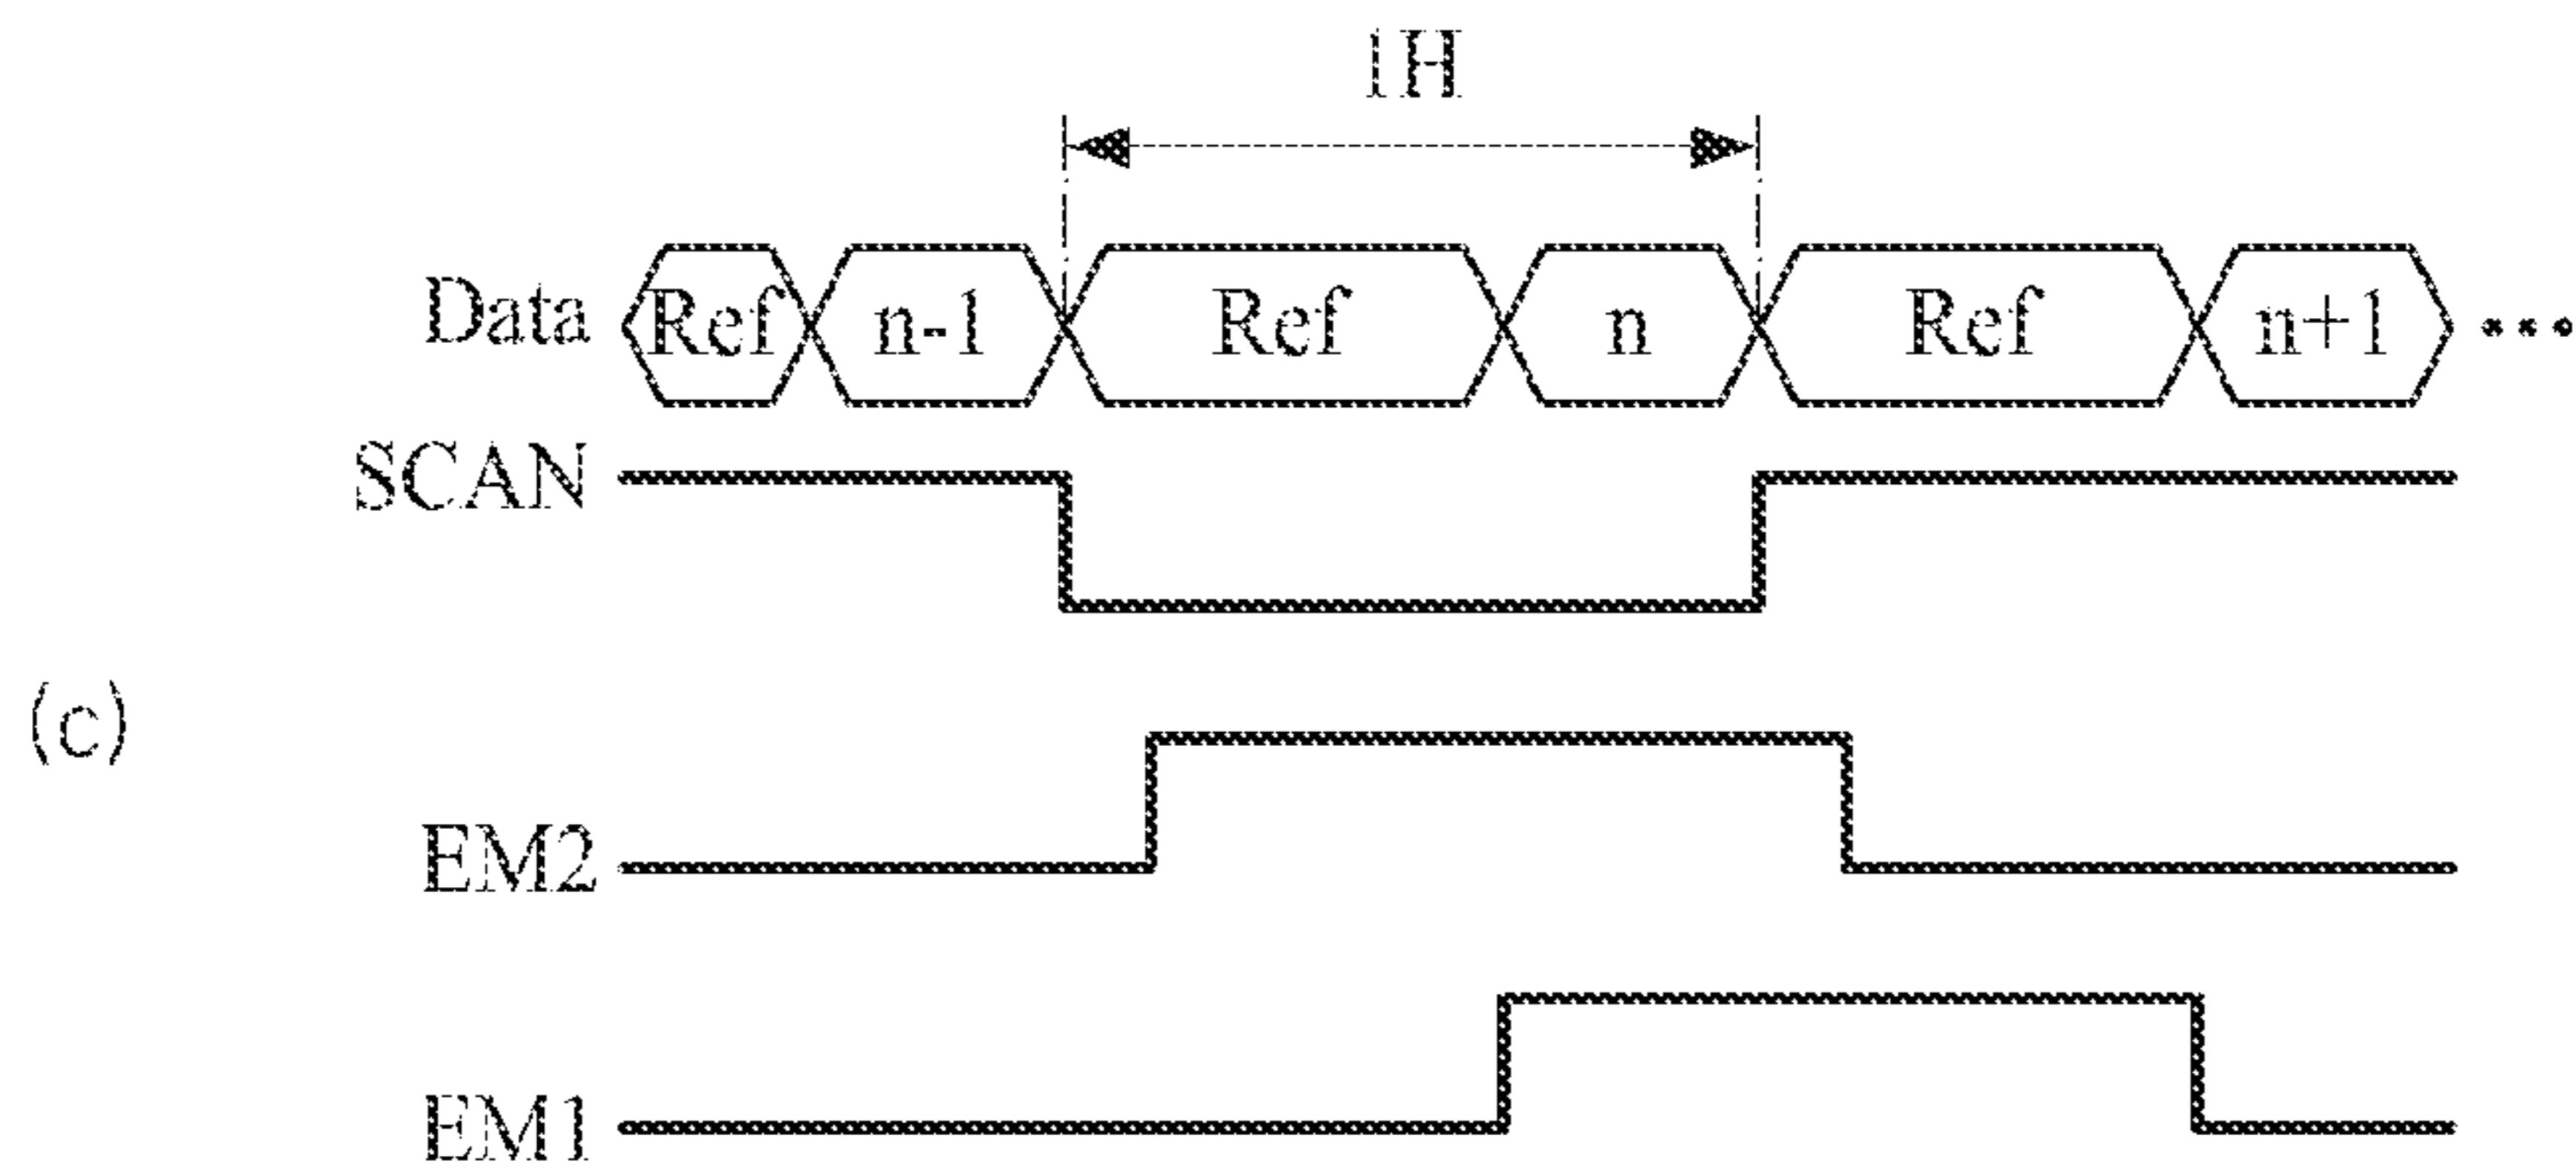 1H
Data Ref n-1 Ref n Ref n+1 ...
SCAN
(c)
EM2
EM1